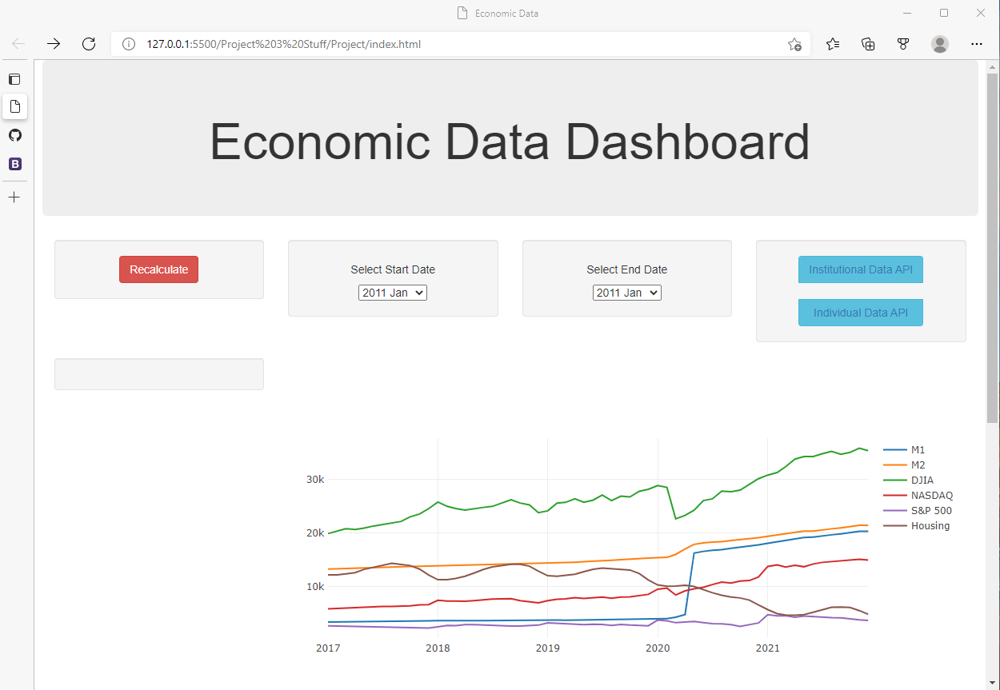 Economic Data
127.0.0.1:5500/Project%203%20Stuff/Project/index.html
B
Economic Data Dashboard
Recalculate
Select Start Date
2011 Jan
Select End Date
2011 Jan
Institutional Data API
Individual Data API
30k
20k
10k
2017 2018 2019 2020 2021
M1
M2
DJIA
NASDAQ
S&P 500
Housing